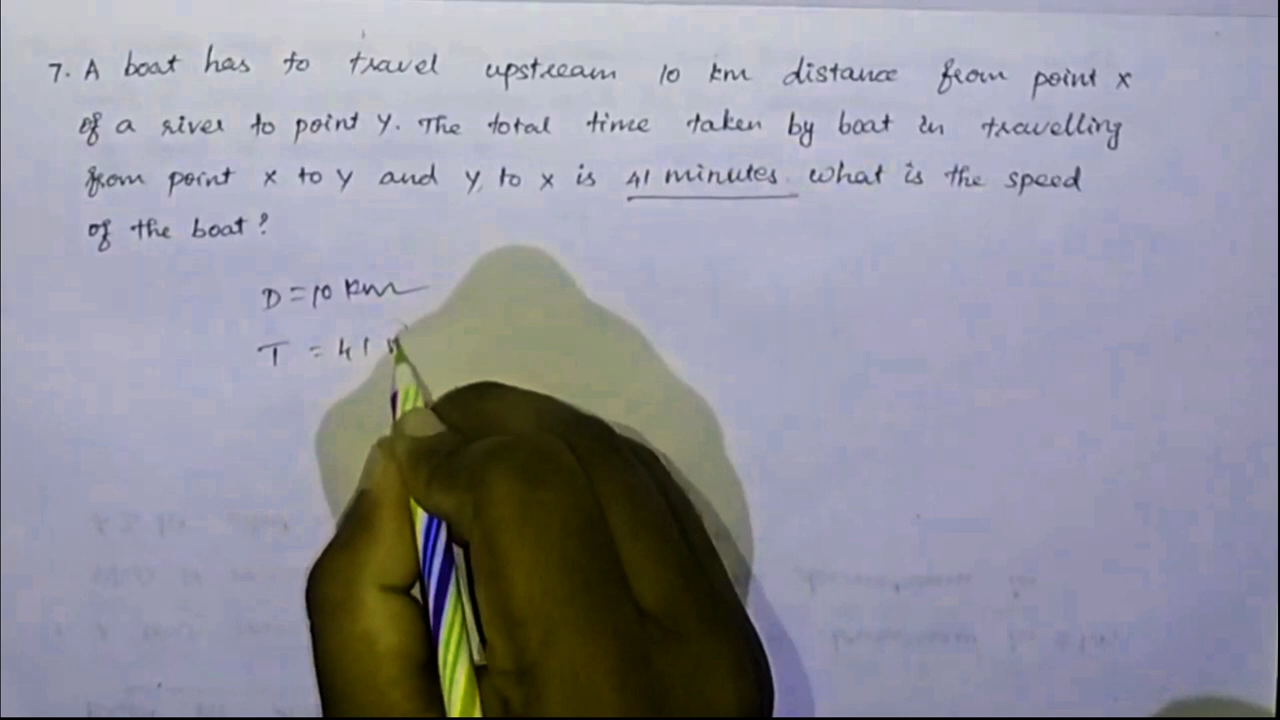 7. A boat has to travel upstream 10 km distance from point x
of a river to point y. The total time taken by boat in travelling
from point x to y and y to x is 41 minutes. what is the speed
of the boat?
D = 10 km
T = 41